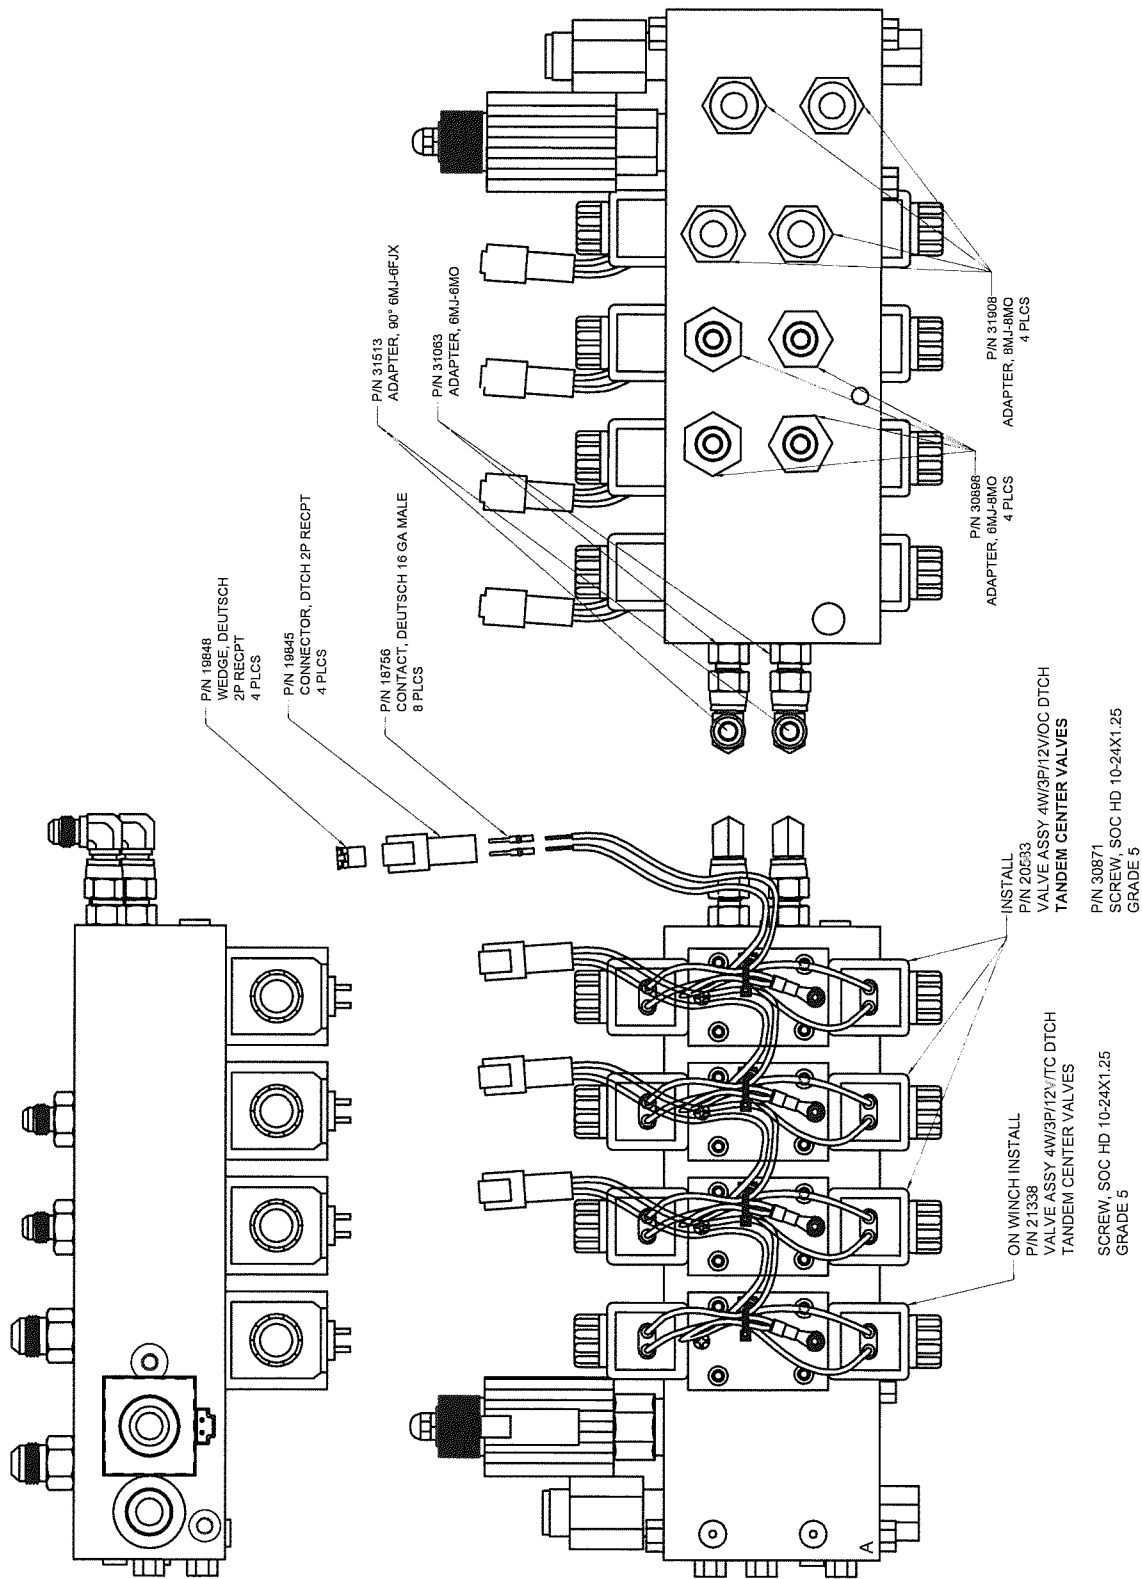 P/N 19848
WEDGE, DEUTSCH
2P RECPT
4 PLCS
P/N 19845
CONNECTOR, DTCH 2P RECPT
4 PLCS
P/N 18756
CONTACT, DEUTSCH 16 GA MALE
8 PLCS
P/N 31513
ADAPTER, 90° 6MJ-6FJX
P/N 31063
ADAPTER, 6MJ-6MO
P/N 31908
ADAPTER, 8MJ-8MO
4 PLCS
P/N 30898
ADAPTER, 6MJ-8MO
4 PLCS
INSTALL
P/N 20583
VALVE ASSY 4W/3P/12V/OC DTCH
TANDEM CENTER VALVES
P/N 30871
SCREW, SOC HD 10-24X1.25
GRADE 5
ON WINCH INSTALL
P/N 21338
VALVE ASSY 4W/3P/12V/TC DTCH
TANDEM CENTER VALVES
SCREW, SOC HD 10-24X1.25
GRADE 5
A